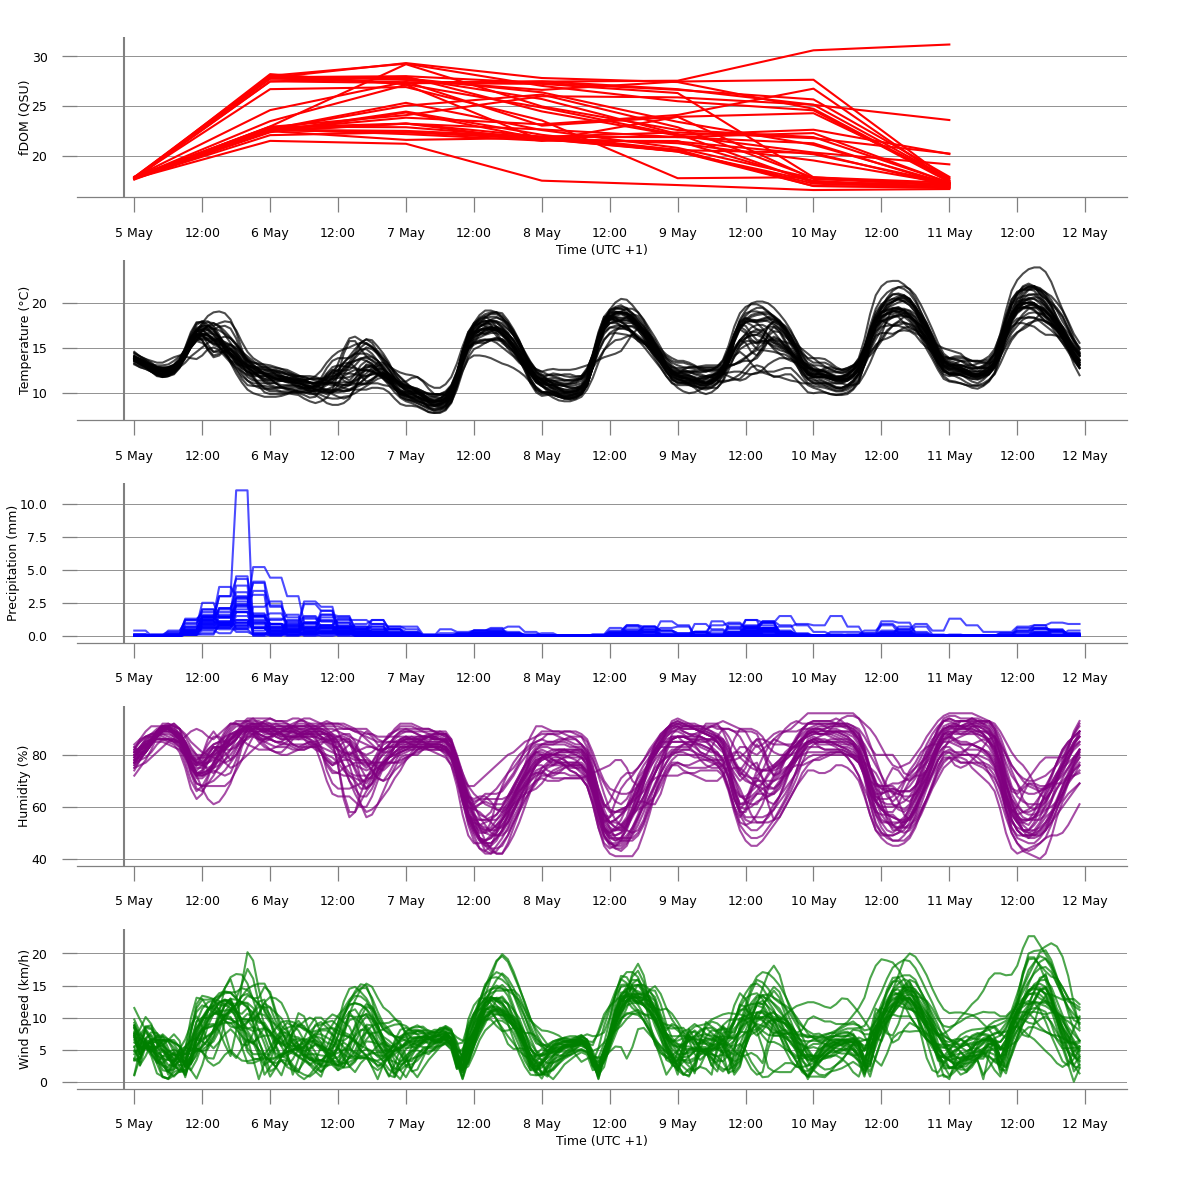 fDOM (QSU)
30
25
20
5 May 12:00 6 May 12:00 7 May 12:00 8 May 12:00 9 May 12:00 10 May 12:00 11 May 12:00 12 May
Time (UTC +1)
Temperature (°C)
20
15
10
5 May 12:00 6 May 12:00 7 May 12:00 8 May 12:00 9 May 12:00 10 May 12:00 11 May 12:00 12 May
Precipitation (mm)
10.0
7.5
5.0
2.5
0.0
5 May 12:00 6 May 12:00 7 May 12:00 8 May 12:00 9 May 12:00 10 May 12:00 11 May 12:00 12 May
Humidity (%)
80
60
40
5 May 12:00 6 May 12:00 7 May 12:00 8 May 12:00 9 May 12:00 10 May 12:00 11 May 12:00 12 May
Wind Speed (km/h)
20
15
10
5
0
5 May 12:00 6 May 12:00 7 May 12:00 8 May 12:00 9 May 12:00 10 May 12:00 11 May 12:00 12 May
Time (UTC +1)